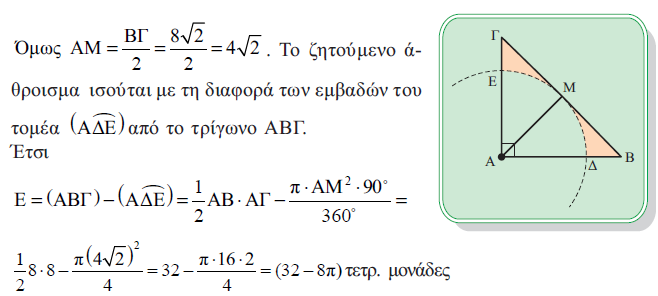 Όμως ΑΜ = ΒΓ/2 = 8√2/2 = 4√2 . Το ζητούμενο ά-
θροισμα ισούται με τη διαφορά των εμβαδών του
τομέα (Α⁀ΔΕ) από το τρίγωνο ΑΒΓ.
Έτσι
Ε = (ΑΒΓ) – (Α⁀ΔΕ) = 1/2 ΑΒ · ΑΓ – π · ΑΜ² · 90°/360° =
1/2 8 · 8 – π(4√2)²/4 = 32 – π · 16 · 2/4 = (32 – 8π) τετρ. μονάδες
Γ
Ε
Μ
Α
Δ
Β